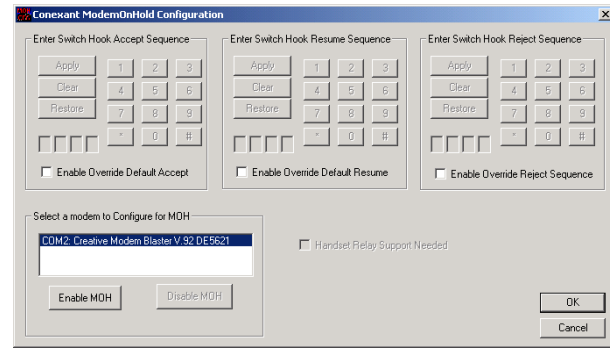 Conexant ModemOnHold Configuration
Enter Switch Hook Accept Sequence
Apply 1 2 3
Clear 4 5 6
Restore 7 8 9
* 0 #
Enable Override Default Accept
Enter Switch Hook Resume Sequence
Apply 1 2 3
Clear 4 5 6
Restore 7 8 9
* 0 #
Enable Override Default Resume
Enter Switch Hook Reject Sequence
Apply 1 2 3
Clear 4 5 6
Restore 7 8 9
* 0 #
Enable Override Reject Sequence
Select a modem to Configure for MOH
COM2: Creative Modem Blaster V.92 DE5621
Enable MOH Disable MOH
Handset Relay Support Needed
OK
Cancel